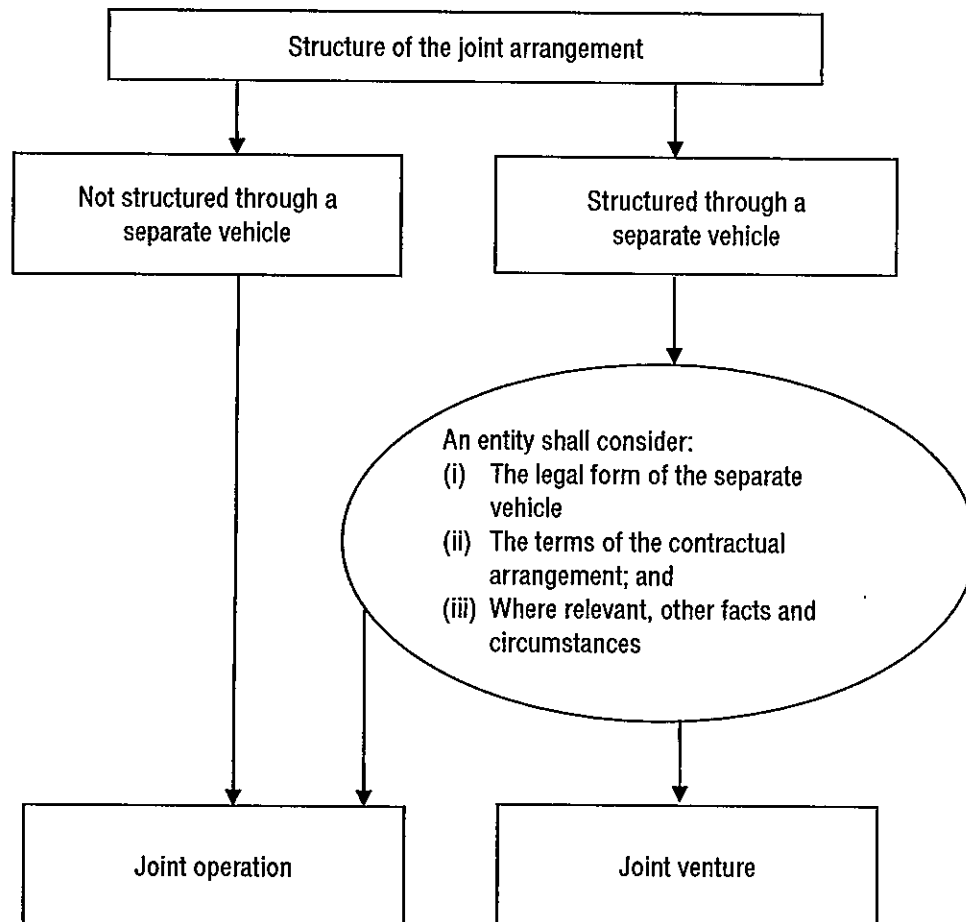 Structure of the joint arrangement
Not structured through a
separate vehicle
Structured through a
separate vehicle
An entity shall consider:
(i) The legal form of the separate
vehicle
(ii) The terms of the contractual
arrangement; and
(iii) Where relevant, other facts and
circumstances
Joint operation
Joint venture